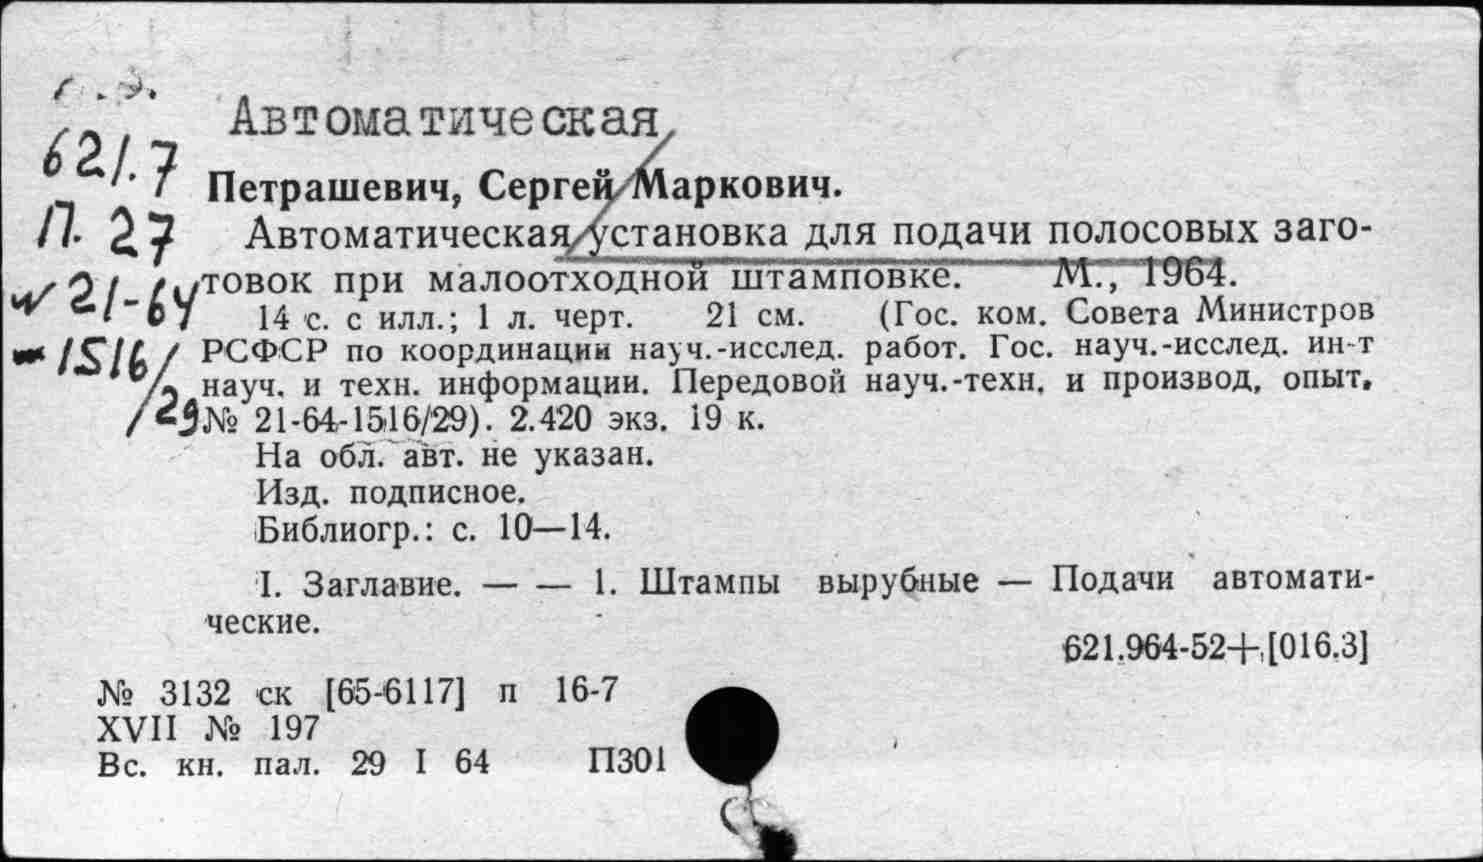 Автоматическая
621.7
Петрашевич, Сергей Маркович.
П. 27
Автоматическая установка для подачи полосовых заго-
21-64
товок при малоотходной штамповке. М., 1964.
14 с. с илл.; 1 л. черт. 21 см. (Гос. ком. Совета Министров
1516/
РСФСР по координации науч.-исслед. работ. Гос. науч.-исслед. ин-т
науч. и техн. информации. Передовой науч.-техн. и производ. опыт.
/29
№ 21-64-1516/29). 2.420 экз. 19 к.
На обл. авт. не указан.
Изд. подписное.
Библиогр.: с. 10—14.
I. Заглавие. — — 1. Штампы вырубные — Подачи автомати-
ческие.
621.964-52+[016.3]
№ 3132 ск [65-6117] п 16-7
XVII № 197
Вс. кн. пал. 29 I 64 П301